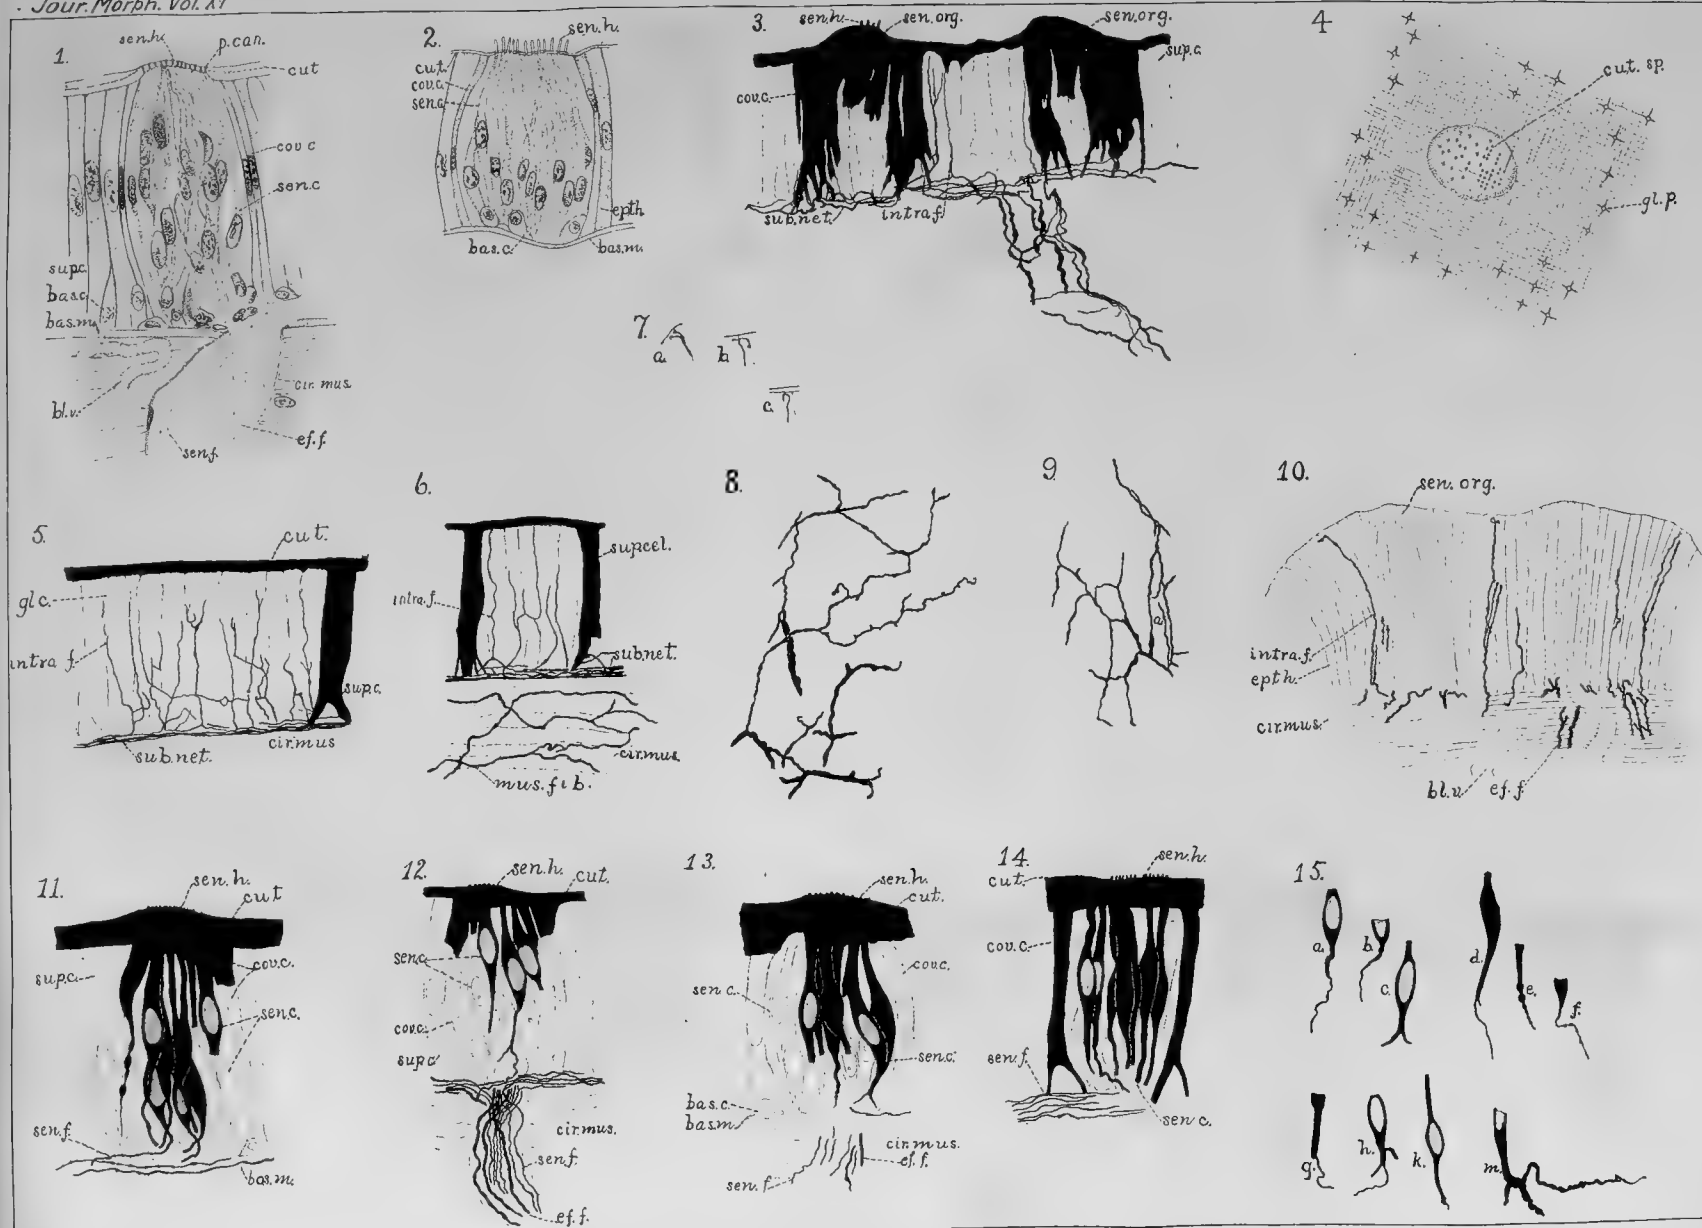 Jour. Morph. Vol. XI
1.
sen.h.
p.can.
cut
cov.c
sen.c
sup.c.
bas.c.
bas.m.
bl.v.
sen.f.
cir.mus.
ef.f.
2.
sen.h.
cut.
cov.c.
sen.c.
epth.
bas.c.
bas.m.
3.
sen.h.
sen.org.
sen.org.
sup.c.
cov.c.
sub.net.
intra.f.
4
cut. sp.
gl.p.
7.
a.
b.
c.
5.
cut.
gl c.
intra f.
sup.c.
sub.net.
cir.mus
6.
sup.cel.
intra.f.
sub.net.
cir.mus.
mus. fib.
8.
9.
a
10.
sen. org.
intra.f.
epth.
cir.mus.
bl.v.
ef. f.
11.
sen.h.
cut
sup.c.
cov.c.
sen.c.
sen.f.
bas.m.
12.
sen.h.
cut.
sen.c.
cov.c.
sup.c
cir.mus.
sen.f.
ef.f.
13.
sen.h.
cut.
cov.c.
sen c.
sen.c.
bas.c.
bas.m
cir.mus.
ef.f.
sen.f.
14.
sen.h.
cut.
cov.c.
sen.f.
sen c.
15.
a.
b.
c.
d.
e.
f.
g.
h.
k.
m.